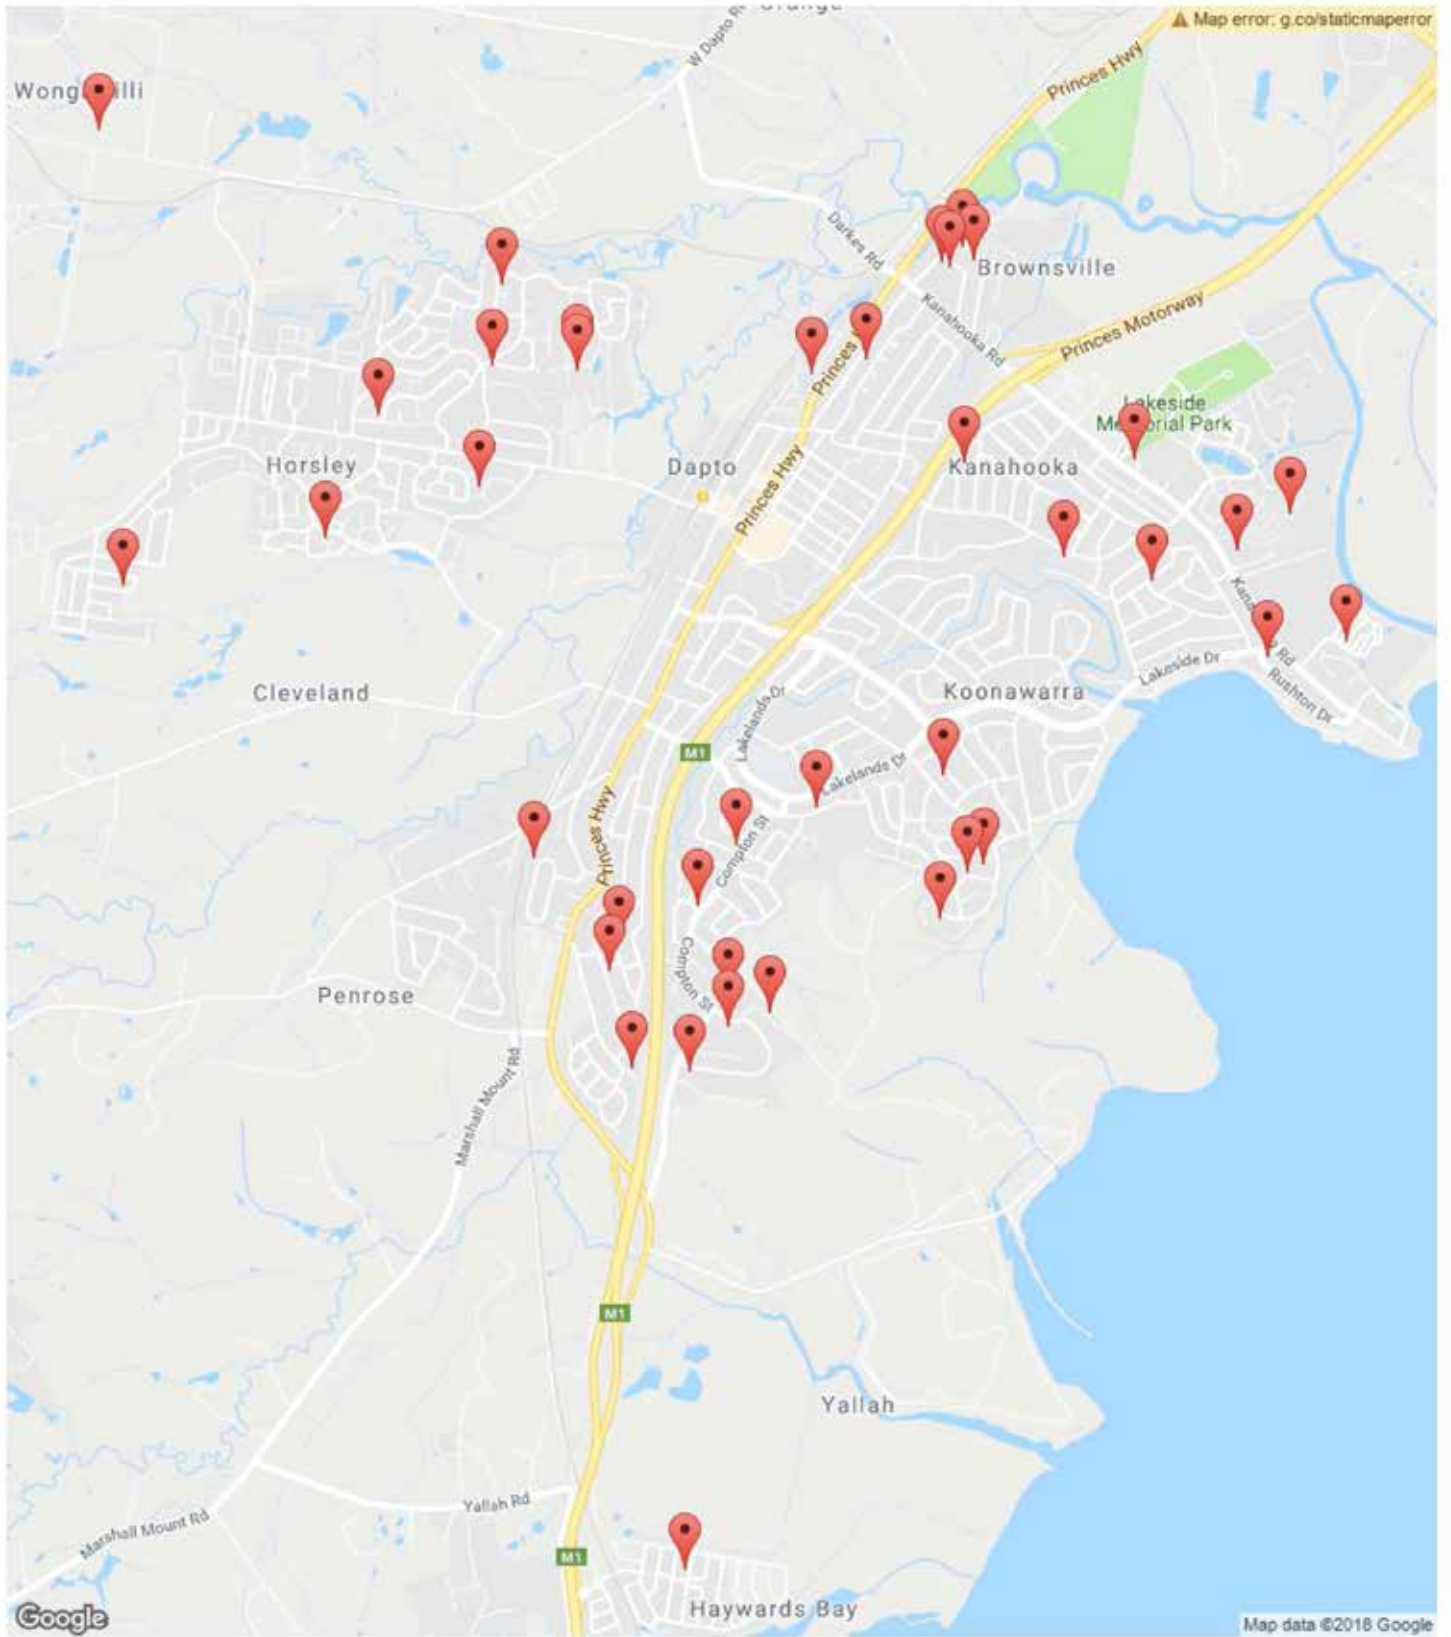 W Dapto Rd
Map error: g.co/staticmaperror
Princes Hwy
Darkes Rd
Brownsville
Kanahooka Rd
Princes Motorway
Princes
Lakeside
Memorial Park
Horsley
Dapto
Kanahooka
Princes Hwy
Rd
Lakeside Dr
Rushton Dr
Cleveland
Koonawarra
Lakelands Dr
M1
Lakelands Dr
Princes Hwy
Compton St
Compton St
Penrose
Marshall Mount Rd
M1
Yallah
Yallah Rd
Marshall Mount Rd
M1
Haywards Bay
Google
Map data ©2018 Google